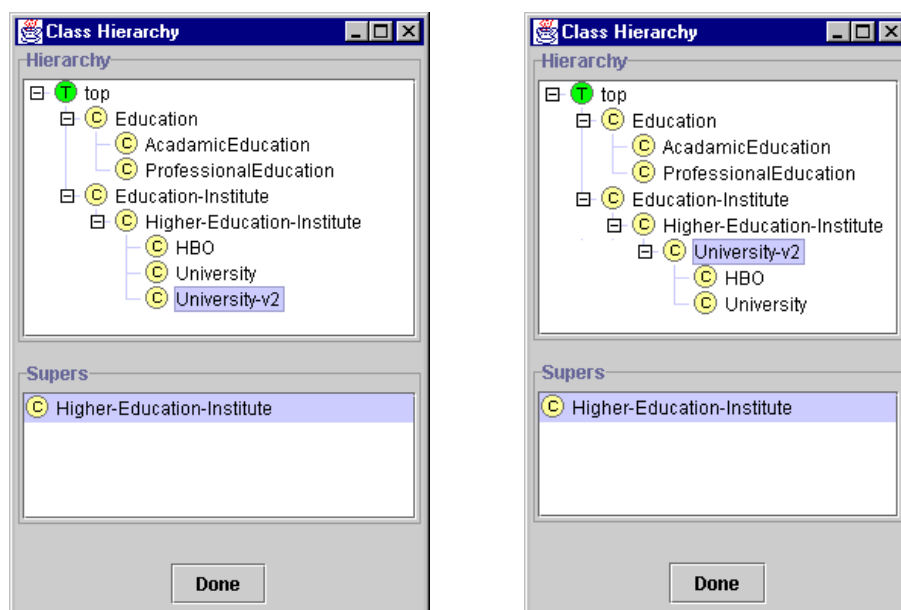 Class Hierarchy
Hierarchy
T top
C Education
C AcadamicEducation
C ProfessionalEducation
C Education-Institute
C Higher-Education-Institute
C HBO
C University
C University-v2
Supers
C Higher-Education-Institute
Done
Class Hierarchy
Hierarchy
T top
C Education
C AcadamicEducation
C ProfessionalEducation
C Education-Institute
C Higher-Education-Institute
C University-v2
C HBO
C University
Supers
C Higher-Education-Institute
Done